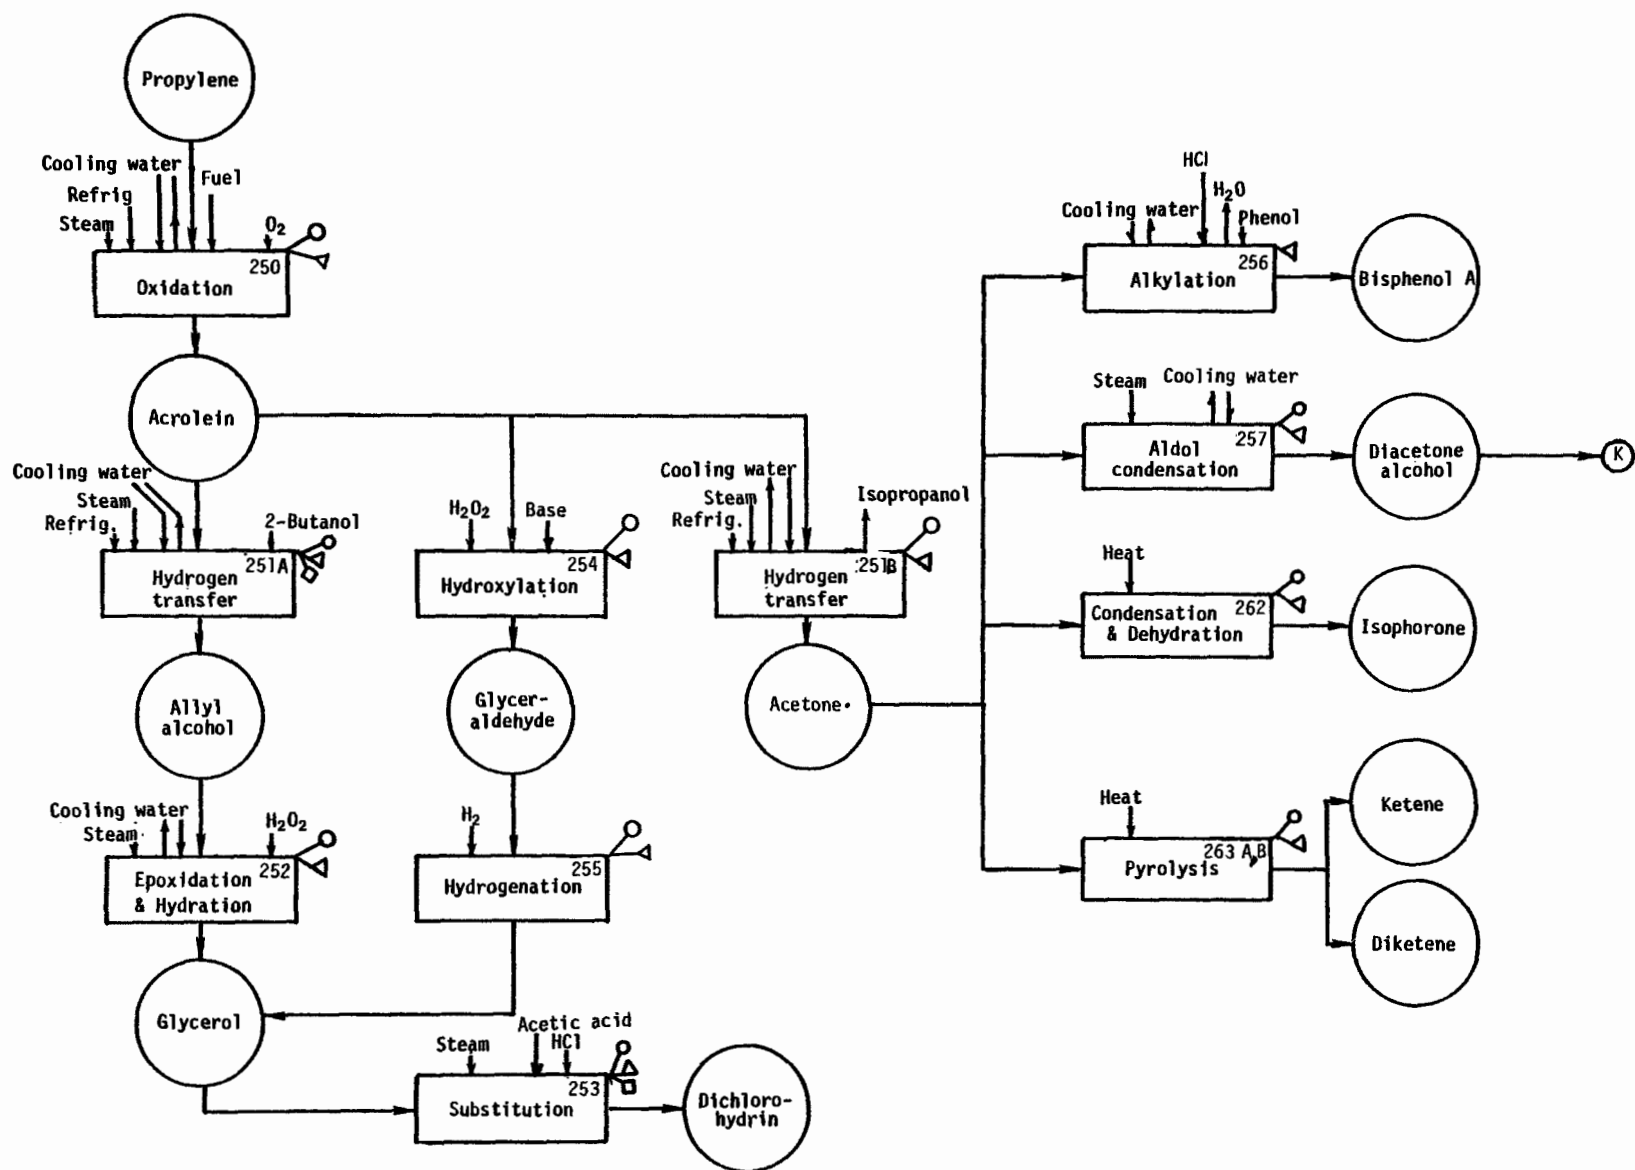 Propylene
Cooling water
Fuel
Refrig
Steam
O2
250
Oxidation
Acrolein
Cooling water
Steam
Refrig.
2-Butanol
251A
Hydrogen
transfer
H2O2
Base
254
Hydroxylation
Cooling water
Steam
Refrig.
Isopropanol
251B
Hydrogen
transfer
Allyl
alcohol
Glycer-
aldehyde
Acetone
Cooling water
Steam
H2O2
252
Epoxidation
& Hydration
H2
255
Hydrogenation
Glycerol
Steam
Acetic acid
HCl
253
Substitution
Dichloro-
hydrin
HCl
H2O
Cooling water
Phenol
256
Alkylation
Bisphenol A
Steam
Cooling water
257
Aldol
condensation
Diacetone
alcohol
K
Heat
262
Condensation
& Dehydration
Isophorone
Heat
263 A,B
Pyrolysis
Ketene
Diketene